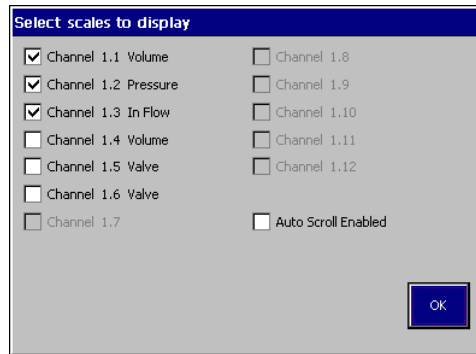 Select scales to display
Channel 1.1 Volume
Channel 1.2 Pressure
Channel 1.3 In Flow
Channel 1.4 Volume
Channel 1.5 Valve
Channel 1.6 Valve
Channel 1.7
Channel 1.8
Channel 1.9
Channel 1.10
Channel 1.11
Channel 1.12
Auto Scroll Enabled
OK